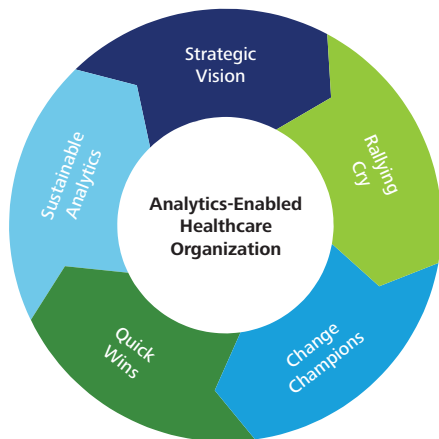 Strategic
Vision
Rallying
Cry
Change
Champions
Quick
Wins
Sustainable
Analytics
Analytics-Enabled
Healthcare
Organization